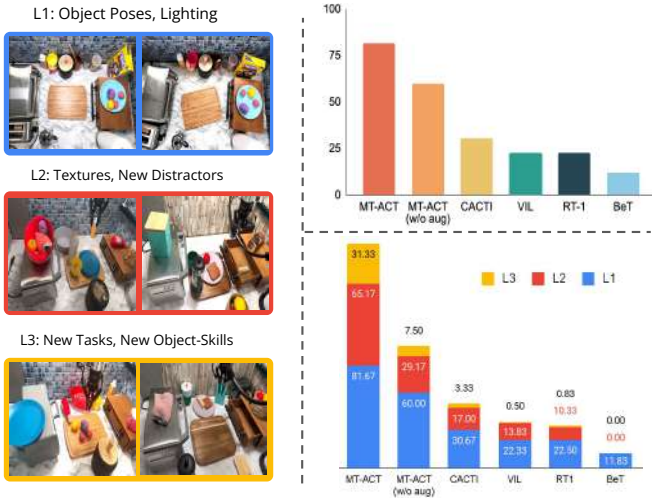 L1: Object Poses, Lighting
L2: Textures, New Distractors
L3: New Tasks, New Object-Skills
100
75
50
25
0
MT-ACT
MT-ACT
(w/o aug)
CACTI
VIL
RT-1
BeT
L3
L2
L1
31.33
65.17
81.67
7.50
29.17
60.00
3.33
17.00
30.67
0.50
13.83
22.33
0.83
10.33
22.50
0.00
0.00
11.83
MT-ACT
MT-ACT
(w/o aug)
CACTI
VIL
RT1
BeT